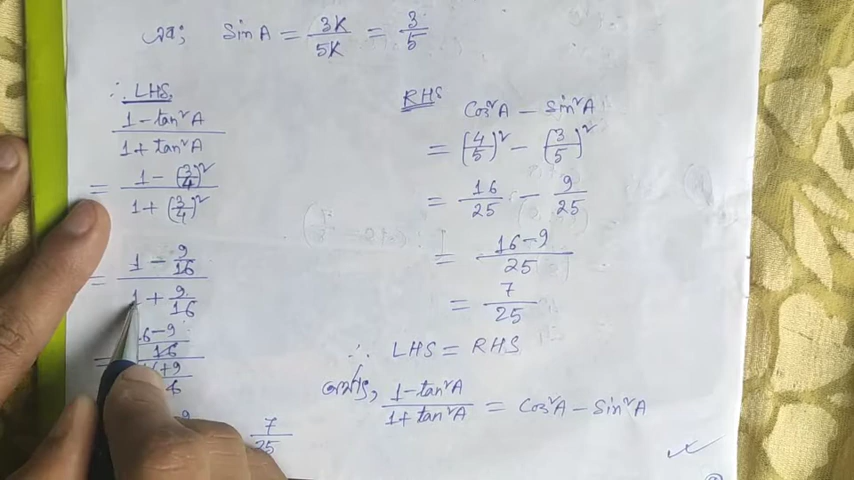 এবং, SinA = 3K/5K = 3/5
∴ LHS,
1 - tan²A / 1 + tan²A
= 1 - (3/4)² / 1 + (3/4)²
= 1 - 9/16 / 1 + 9/16
7/25
RHS
Cos²A - Sin²A
= (4/5)² - (3/5)²
= 16/25 - 9/25
= 16-9/25
= 7/25
∴ LHS = RHS
1-tan²A/1+tan²A = Cos²A - Sin²A